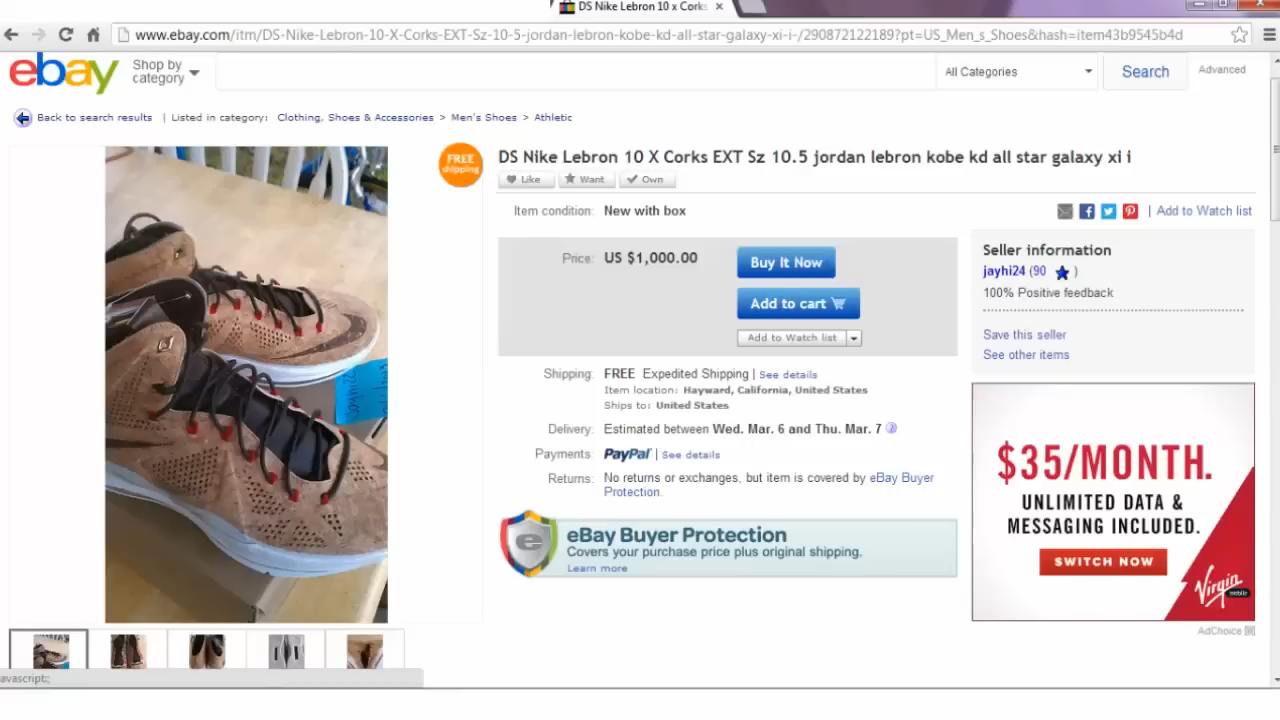 DS Nike Lebron 10 x Corks
www.ebay.com/itm/DS-Nike-Lebron-10-X-Corks-EXT-Sz-10-5-jordan-lebron-kobe-kd-all-star-galaxy-xi-i-/290872122189?pt=US_Men_s_Shoes&hash=item43b9545b4d
ebay
Shop by
category
All Categories
Search
Advanced
Back to search results | Listed in category: Clothing, Shoes & Accessories > Men's Shoes > Athletic
FREE
shipping
DS Nike Lebron 10 X Corks EXT Sz 10.5 jordan lebron kobe kd all star galaxy xi i
Like
Want
Own
Item condition: New with box
| Add to Watch list
Price: US $1,000.00
Buy It Now
Add to cart
Add to Watch list
Shipping: FREE Expedited Shipping | See details
Item location: Hayward, California, United States
Ships to: United States
Delivery: Estimated between Wed. Mar. 6 and Thu. Mar. 7
Payments: PayPal | See details
Returns: No returns or exchanges, but item is covered by eBay Buyer
Protection.
e
eBay Buyer Protection
Covers your purchase price plus original shipping.
Learn more
Seller information
jayhi24 (90 )
100% Positive feedback
Save this seller
See other items
$35/MONTH.
UNLIMITED DATA &
MESSAGING INCLUDED.
SWITCH NOW
Virgin
mobile
AdChoice
avascript:;